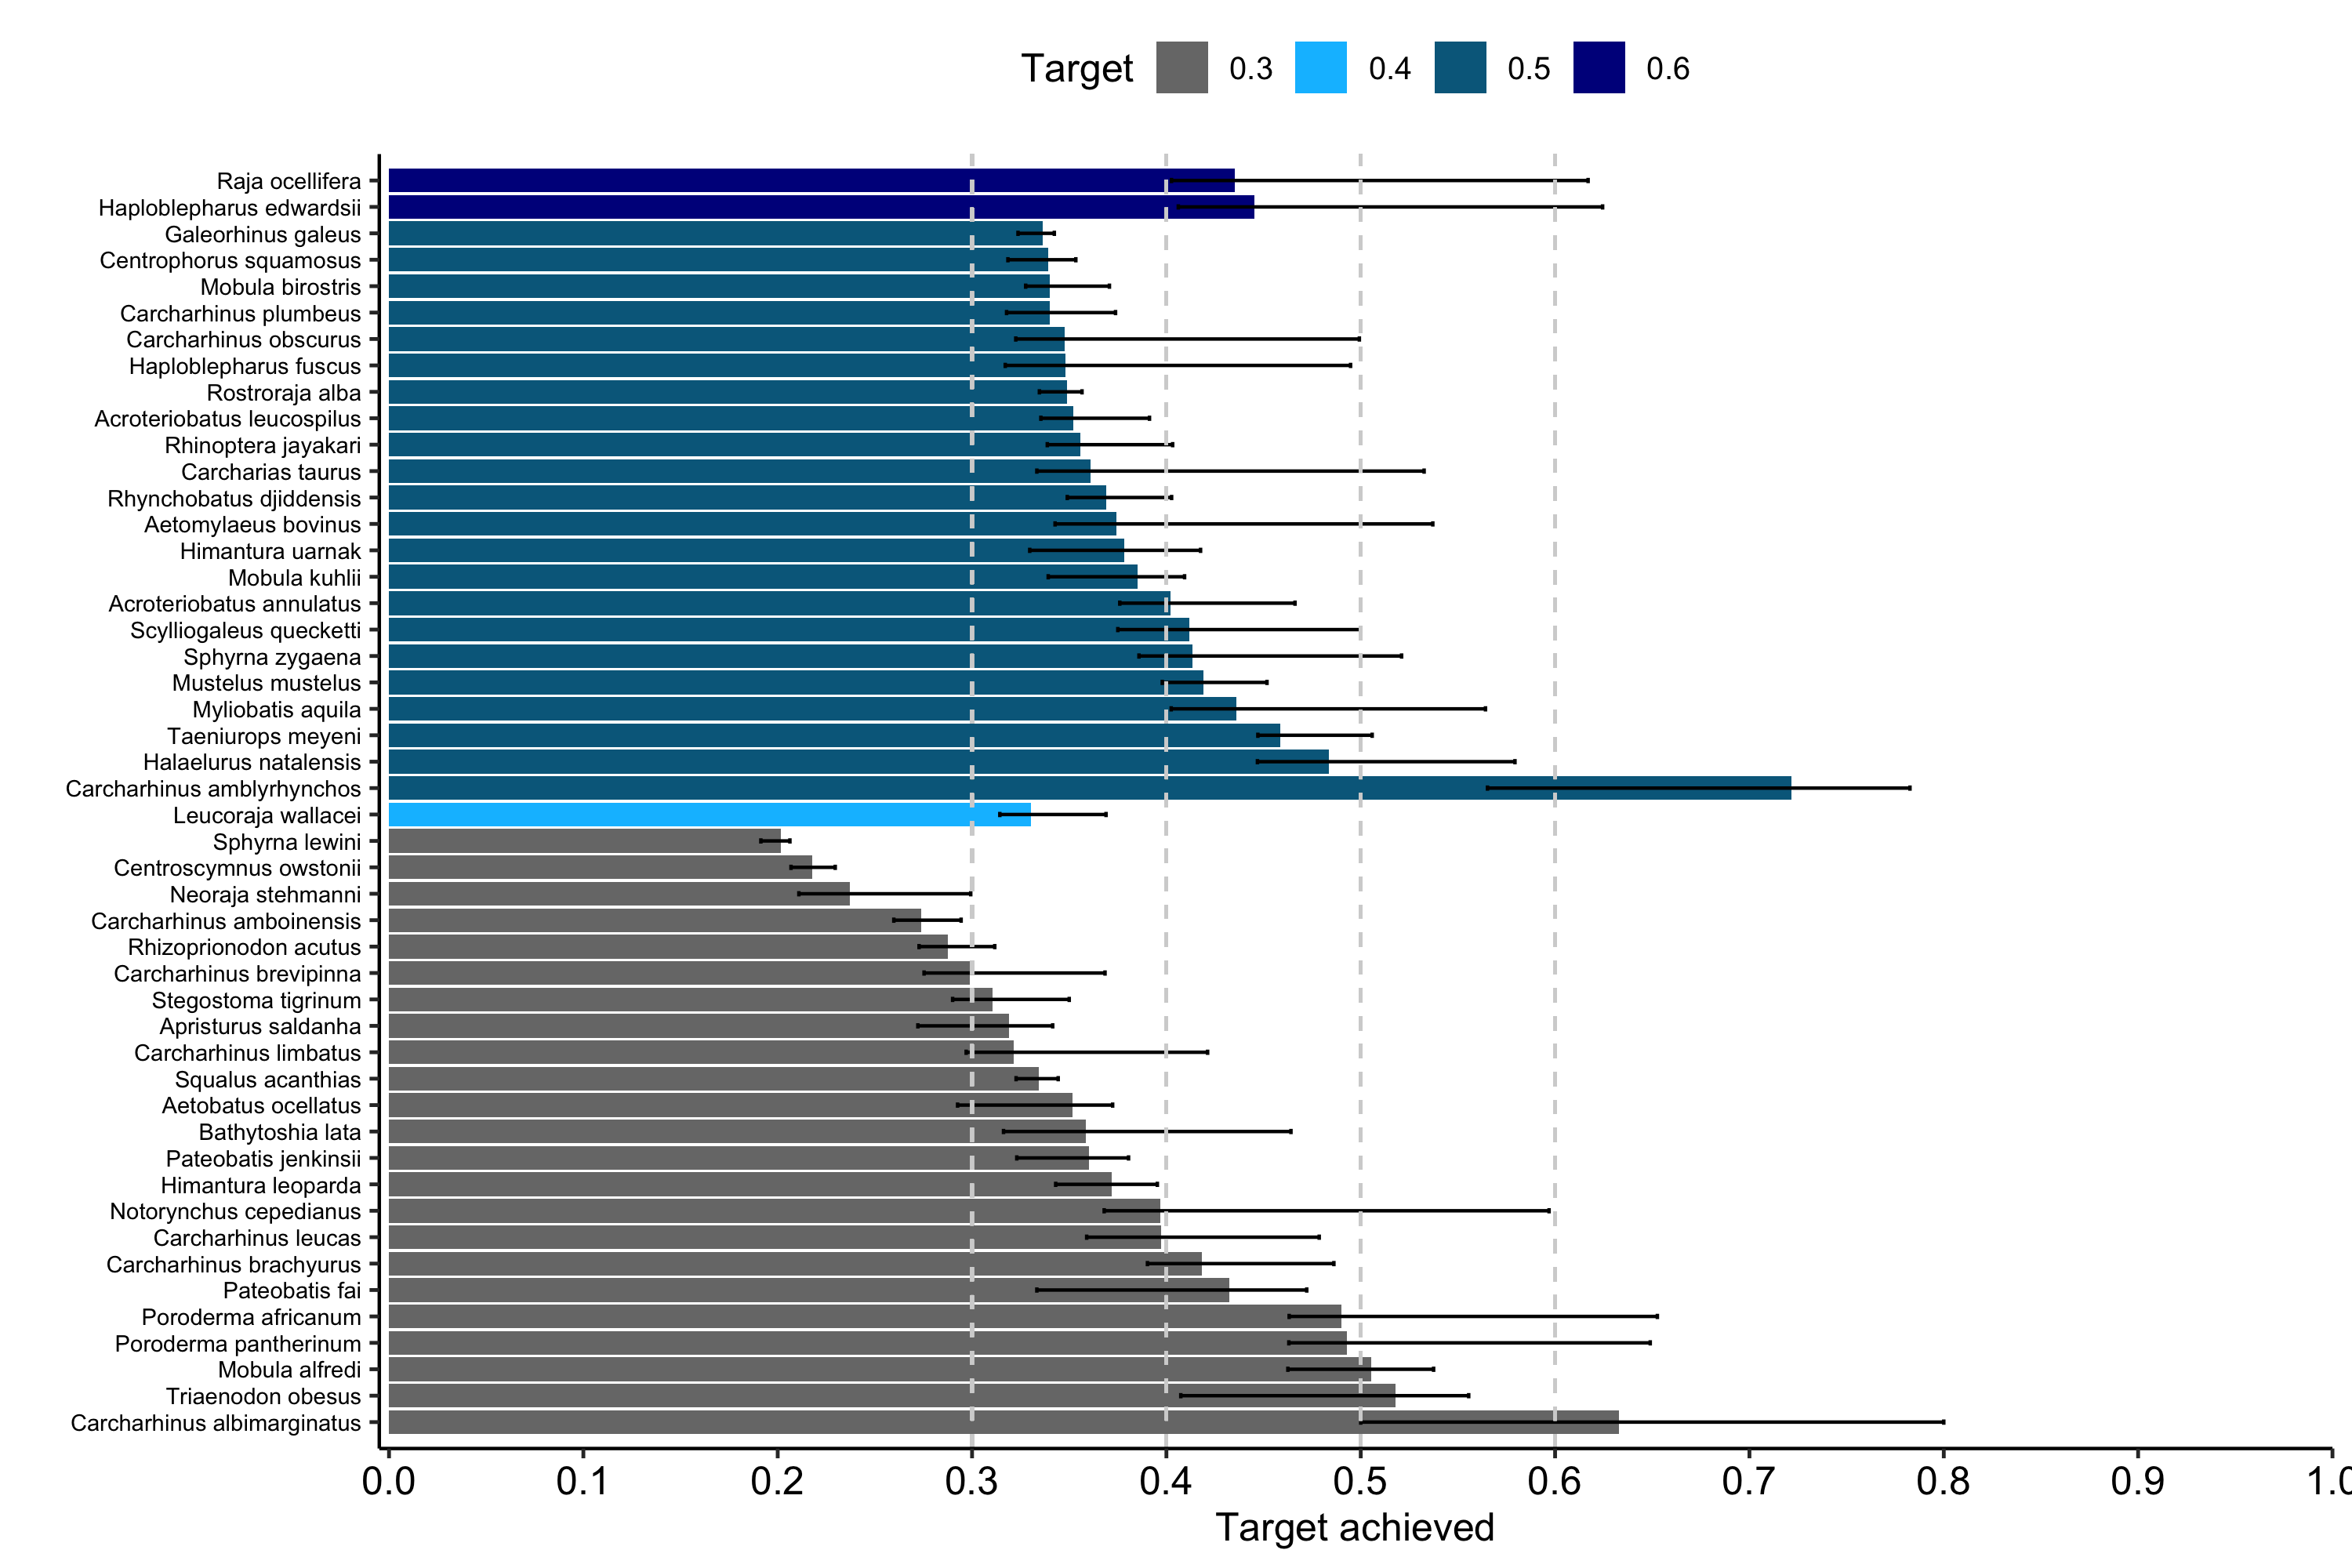 Target 0.3 0.4 0.5 0.6
Raja ocellifera
Haploblepharus edwardsii
Galeorhinus galeus
Centrophorus squamosus
Mobula birostris
Carcharhinus plumbeus
Carcharhinus obscurus
Haploblepharus fuscus
Rostroraja alba
Acroteriobatus leucospilus
Rhinoptera jayakari
Carcharias taurus
Rhynchobatus djiddensis
Aetomylaeus bovinus
Himantura uarnak
Mobula kuhlii
Acroteriobatus annulatus
Scylliogaleus quecketti
Sphyrna zygaena
Mustelus mustelus
Myliobatis aquila
Taeniurops meyeni
Halaelurus natalensis
Carcharhinus amblyrhynchos
Leucoraja wallacei
Sphyrna lewini
Centroscymnus owstonii
Neoraja stehmanni
Carcharhinus amboinensis
Rhizoprionodon acutus
Carcharhinus brevipinna
Stegostoma tigrinum
Apristurus saldanha
Carcharhinus limbatus
Squalus acanthias
Aetobatus ocellatus
Bathytoshia lata
Pateobatis jenkinsii
Himantura leoparda
Notorynchus cepedianus
Carcharhinus leucas
Carcharhinus brachyurus
Pateobatis fai
Poroderma africanum
Poroderma pantherinum
Mobula alfredi
Triaenodon obesus
Carcharhinus albimarginatus
0.0 0.1 0.2 0.3 0.4 0.5 0.6 0.7 0.8 0.9 1.0
Target achieved